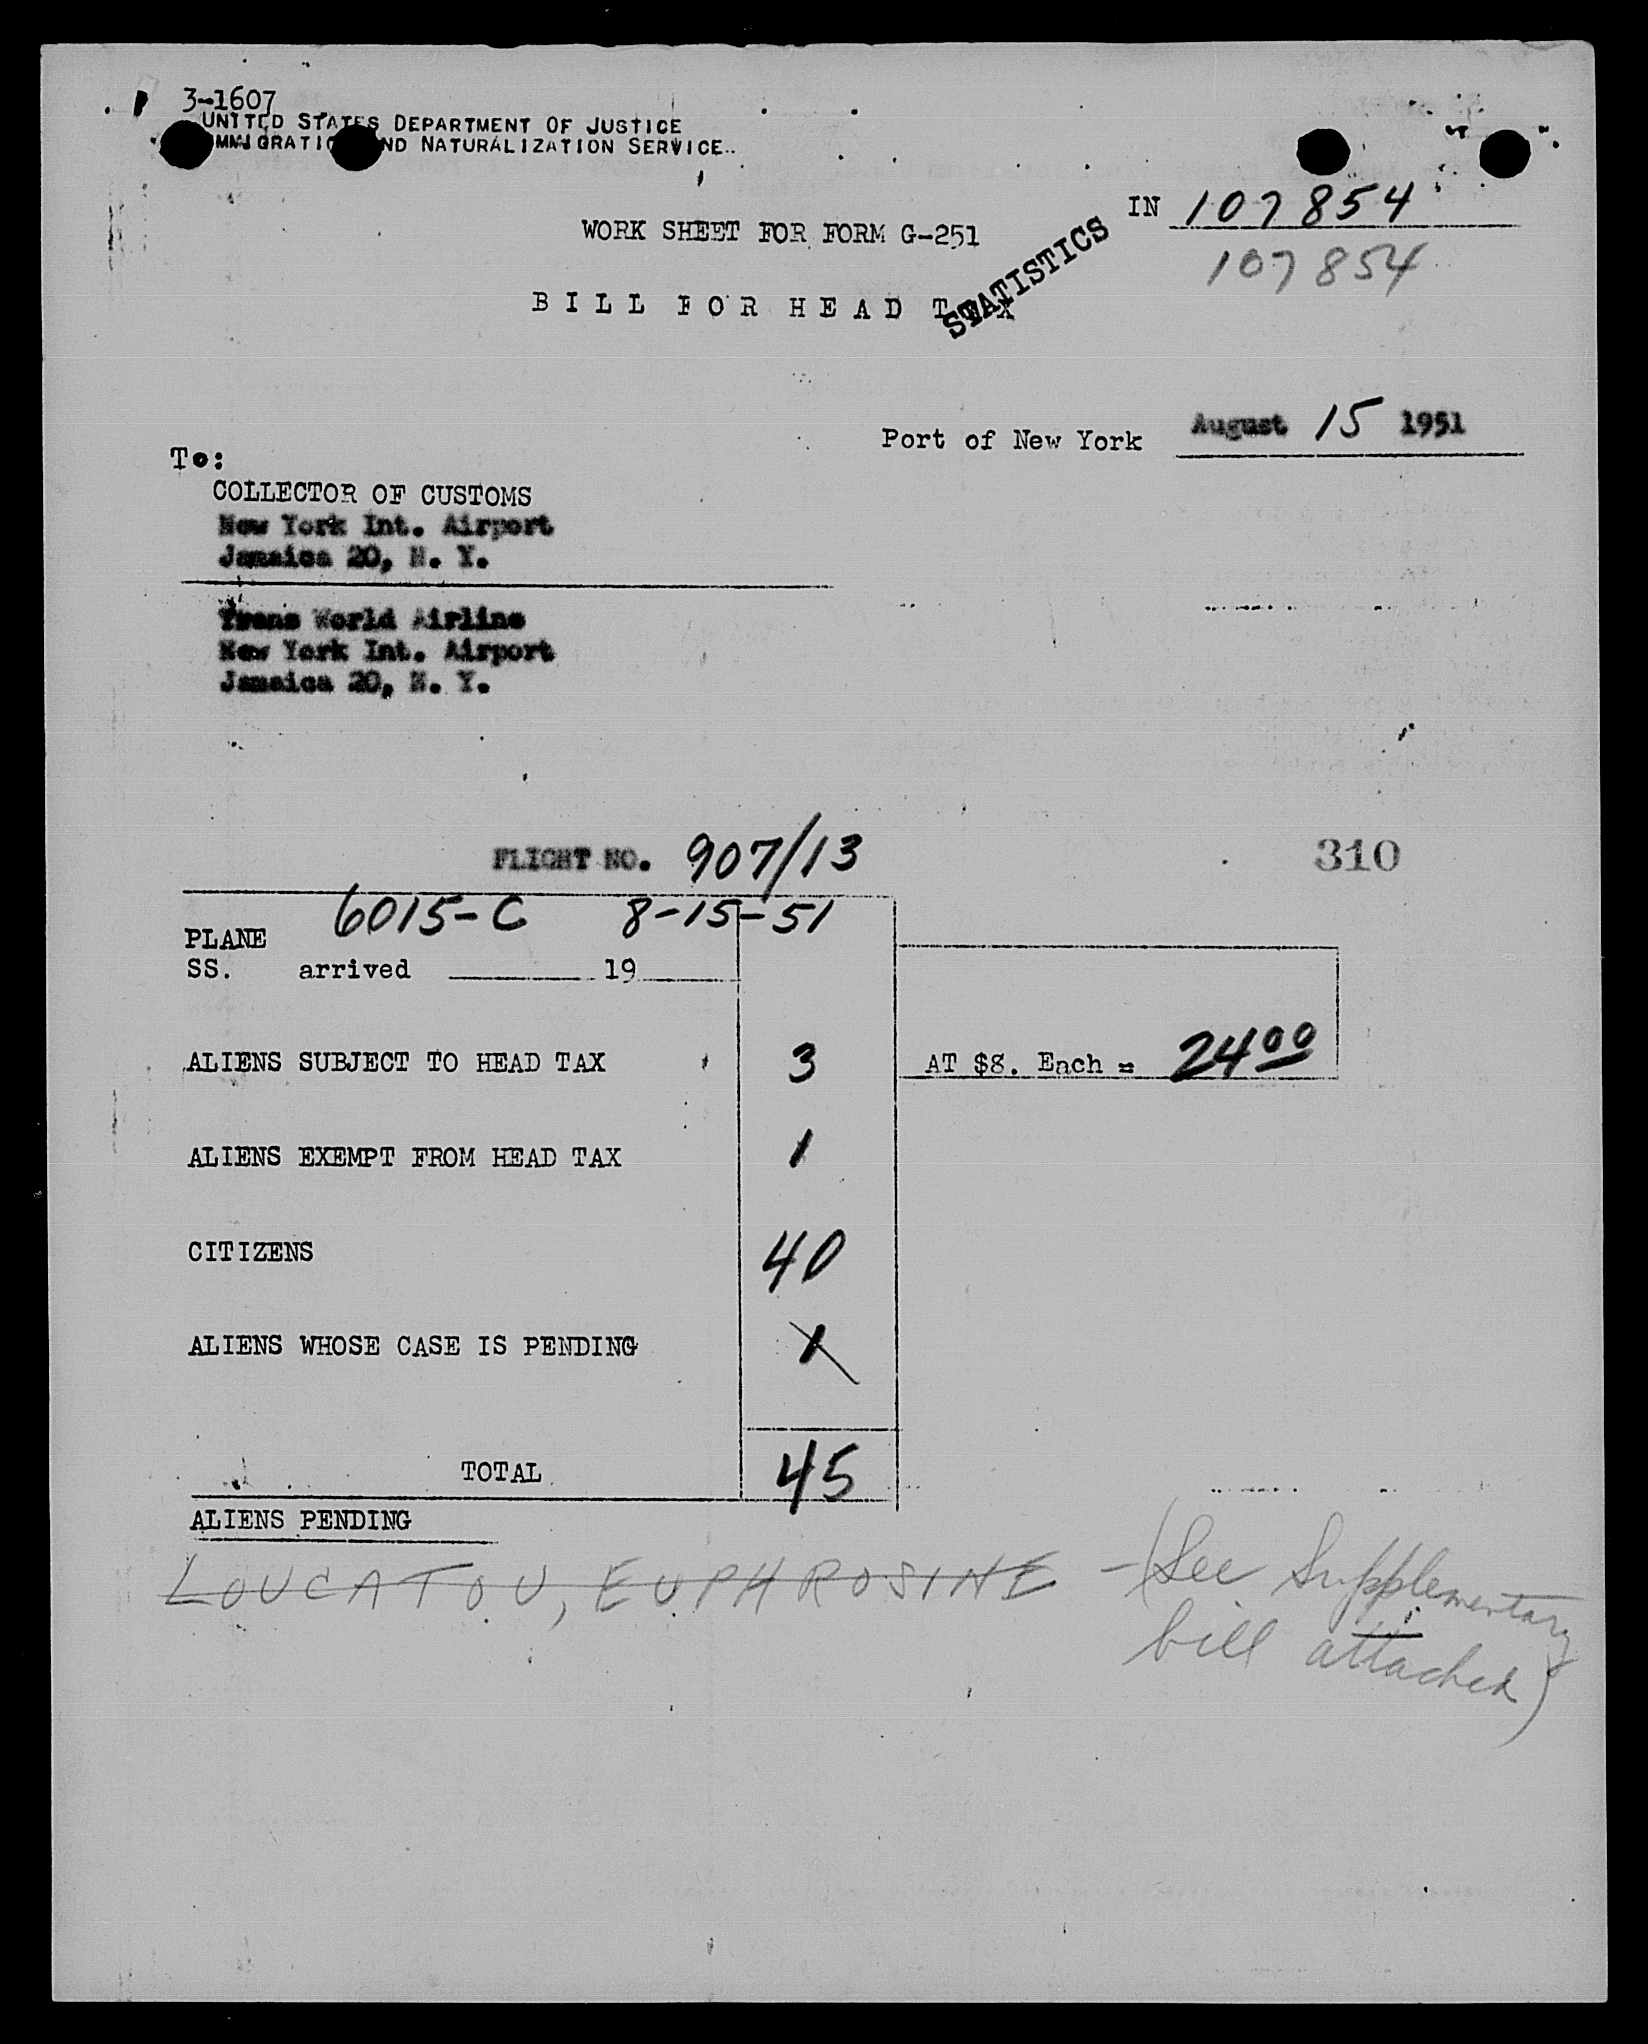 3-1607
UNITED STATES DEPARTMENT OF JUSTICE
IMMIGRATION AND NATURALIZATION SERVICE
IN 107854
WORK SHEET FOR FORM G-251
107854
STATISTICS
BILL FOR HEAD TAX
Port of New York August 15 1951
To:
COLLECTOR OF CUSTOMS
New York Int. Airport
Jamaica 20, N. Y.
Trans World Airline
New York Int. Airport
Jamaica 20, N. Y.
FLIGHT NO. 907/13
310
6015-C 8-15-51
PLANE
SS. arrived 19
ALIENS SUBJECT TO HEAD TAX 3 AT $8. Each = 24 00
ALIENS EXEMPT FROM HEAD TAX 1
CITIZENS 40
ALIENS WHOSE CASE IS PENDING 1
TOTAL 45
ALIENS PENDING
LOUCATOU, EUPHROSINE - (See Supplementary
bill attached)